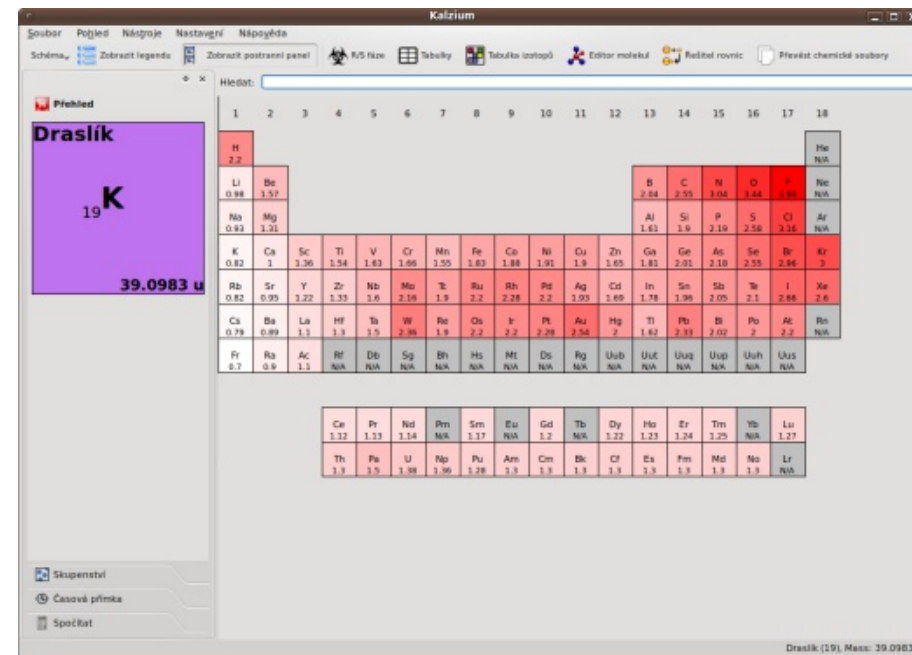 Kalzium
Soubor Pohled Nástroje Nastavení Nápověda
Schéma Zobrazit legendu Zobrazit postranní panel R/S fáze Tabulky Tabulka izotopů Editor molekul Řešitel rovnic Převést chemické soubory
Hledat:
Přehled
1 2 3 4 5 6 7 8 9 10 11 12 13 14 15 16 17 18
Draslík
19 K
39.0983 u
H He
2.2 N/A
Li Be B C N O F Ne
0.98 1.57 2.04 2.55 3.04 3.44 3.98 N/A
Na Mg Al Si P S Cl Ar
0.93 1.31 1.61 1.9 2.19 2.58 3.16 N/A
K Ca Sc Ti V Cr Mn Fe Co Ni Cu Zn Ga Ge As Se Br Kr
0.82 1 1.36 1.54 1.63 1.66 1.55 1.83 1.88 1.91 1.9 1.65 1.81 2.01 2.18 2.55 2.96 3
Rb Sr Y Zr Nb Mo Tc Ru Rh Pd Ag Cd In Sn Sb Te I Xe
0.82 0.95 1.22 1.33 1.6 2.16 1.9 2.2 2.28 2.2 1.93 1.69 1.78 1.96 2.05 2.1 2.66 2.6
Cs Ba La Hf Ta W Re Os Ir Pt Au Hg Tl Pb Bi Po At Rn
0.79 0.89 1.1 1.3 1.5 2.36 1.9 2.2 2.2 2.28 2.54 2 1.62 2.33 2.02 2 2.2 N/A
Fr Ra Ac Rf Db Sg Bh Hs Mt Ds Rg Uub Uut Uuq Uup Uuh Uus
0.7 0.9 1.1 N/A N/A N/A N/A N/A N/A N/A N/A N/A N/A N/A N/A N/A N/A
Ce Pr Nd Pm Sm Eu Gd Tb Dy Ho Er Tm Yb Lu
1.12 1.13 1.14 N/A 1.17 N/A 1.2 N/A 1.22 1.23 1.24 1.25 N/A 1.27
Th Pa U Np Pu Am Cm Bk Cf Es Fm Md No Lr
1.3 1.5 1.38 1.36 1.28 1.3 1.3 1.3 1.3 1.3 1.3 1.3 1.3 N/A
Skupenství
Časová přímka
Spočítat
Draslík (19), Mass: 39.0983